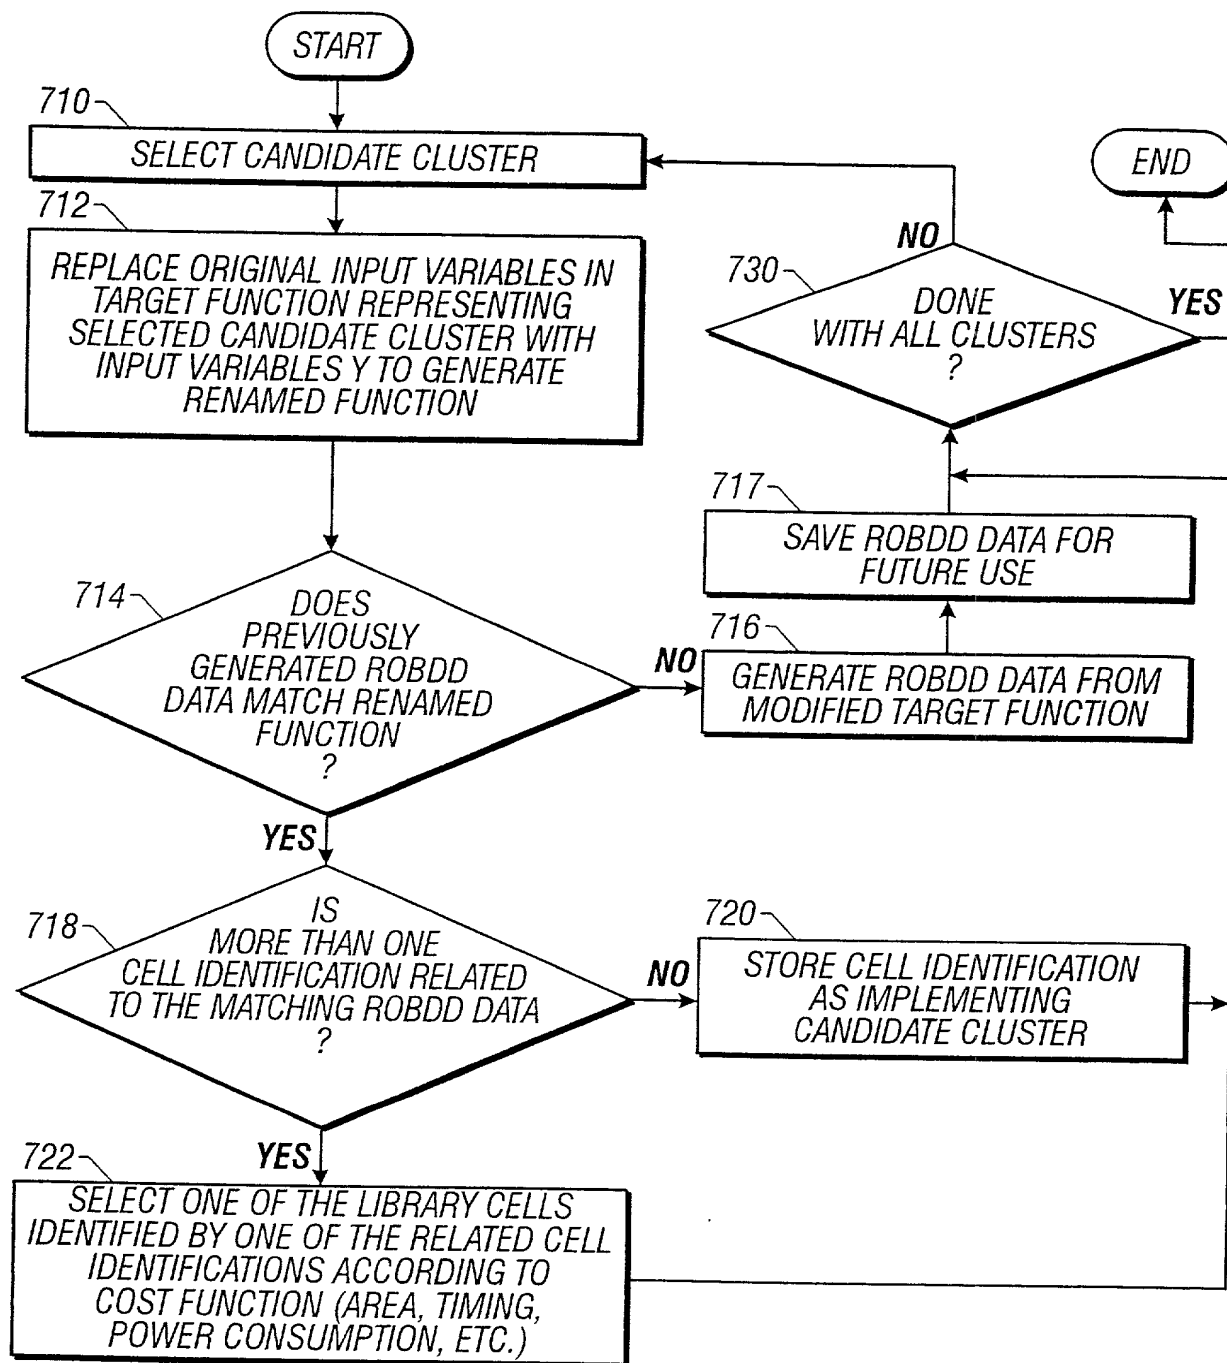 START
710
SELECT CANDIDATE CLUSTER
712
REPLACE ORIGINAL INPUT VARIABLES IN
TARGET FUNCTION REPRESENTING
SELECTED CANDIDATE CLUSTER WITH
INPUT VARIABLES Y TO GENERATE
RENAMED FUNCTION
714
DOES
PREVIOUSLY
GENERATED ROBDD
DATA MATCH RENAMED
FUNCTION
?
NO
YES
716
GENERATE ROBDD DATA FROM
MODIFIED TARGET FUNCTION
717
SAVE ROBDD DATA FOR
FUTURE USE
730
DONE
WITH ALL CLUSTERS
?
NO
YES
END
718
IS
MORE THAN ONE
CELL IDENTIFICATION RELATED
TO THE MATCHING ROBDD DATA
?
NO
YES
720
STORE CELL IDENTIFICATION
AS IMPLEMENTING
CANDIDATE CLUSTER
722
SELECT ONE OF THE LIBRARY CELLS
IDENTIFIED BY ONE OF THE RELATED CELL
IDENTIFICATIONS ACCORDING TO
COST FUNCTION (AREA, TIMING,
POWER CONSUMPTION, ETC.)